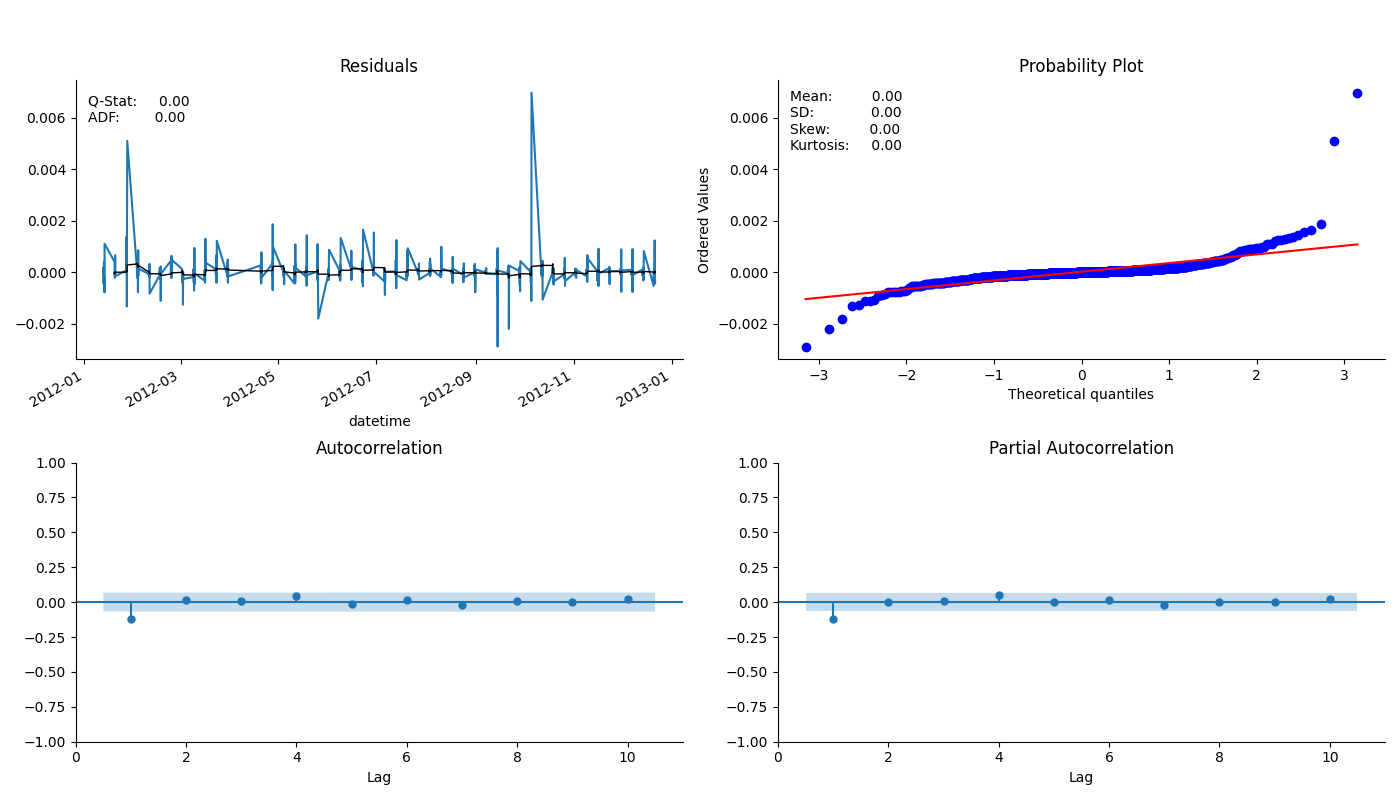 Residuals
Q-Stat: 0.00
ADF: 0.00
0.006
0.004
0.002
0.000
−0.002
2012-01
2012-03
2012-05
2012-07
2012-09
2012-11
2013-01
datetime
Probability Plot
Mean: 0.00
SD: 0.00
Skew: 0.00
Kurtosis: 0.00
Ordered Values
0.006
0.004
0.002
0.000
−0.002
−3 −2 −1 0 1 2 3
Theoretical quantiles
Autocorrelation
1.00
0.75
0.50
0.25
0.00
−0.25
−0.50
−0.75
−1.00
0 2 4 6 8 10
Lag
Partial Autocorrelation
1.00
0.75
0.50
0.25
0.00
−0.25
−0.50
−0.75
−1.00
0 2 4 6 8 10
Lag